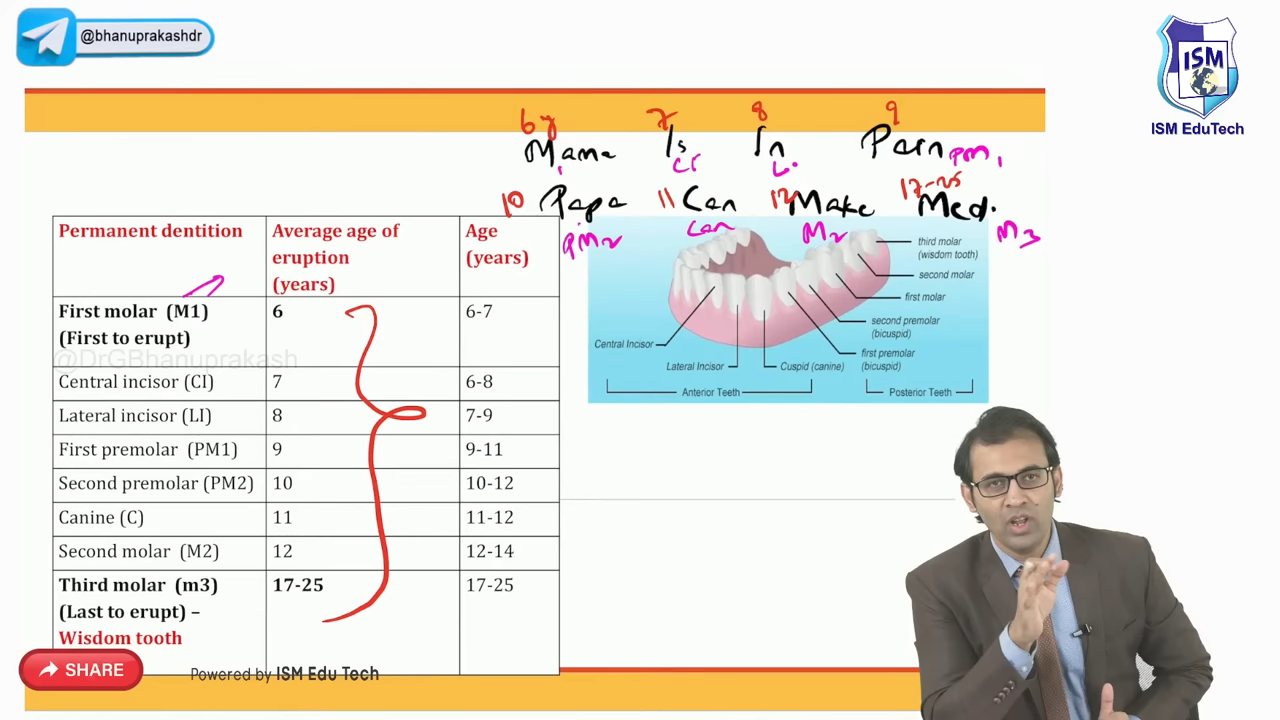 @bhanuprakashdr
ISM
ISM EduTech
6y 7 8 9
Mama Is In Pain
1 CI L. PM1
10 11 12 17-25
Papa Can Make Med.
PM2 Can M2 M3
Permanent dentition Average age of eruption (years) Age (years)
First molar (M1) (First to erupt) 6 6-7
@DrGBhanuprakash
Central incisor (CI) 7 6-8
Lateral incisor (LI) 8 7-9
First premolar (PM1) 9 9-11
Second premolar (PM2) 10 10-12
Canine (C) 11 11-12
Second molar (M2) 12 12-14
Third molar (m3) (Last to erupt) – Wisdom tooth 17-25 17-25
third molar
(wisdom tooth)
second molar
first molar
second premolar
(bicuspid)
first premolar
(bicuspid)
Central Incisor
Lateral Incisor
Cuspid (canine)
Anterior Teeth
Posterior Teeth
SHARE
Powered by ISM Edu Tech